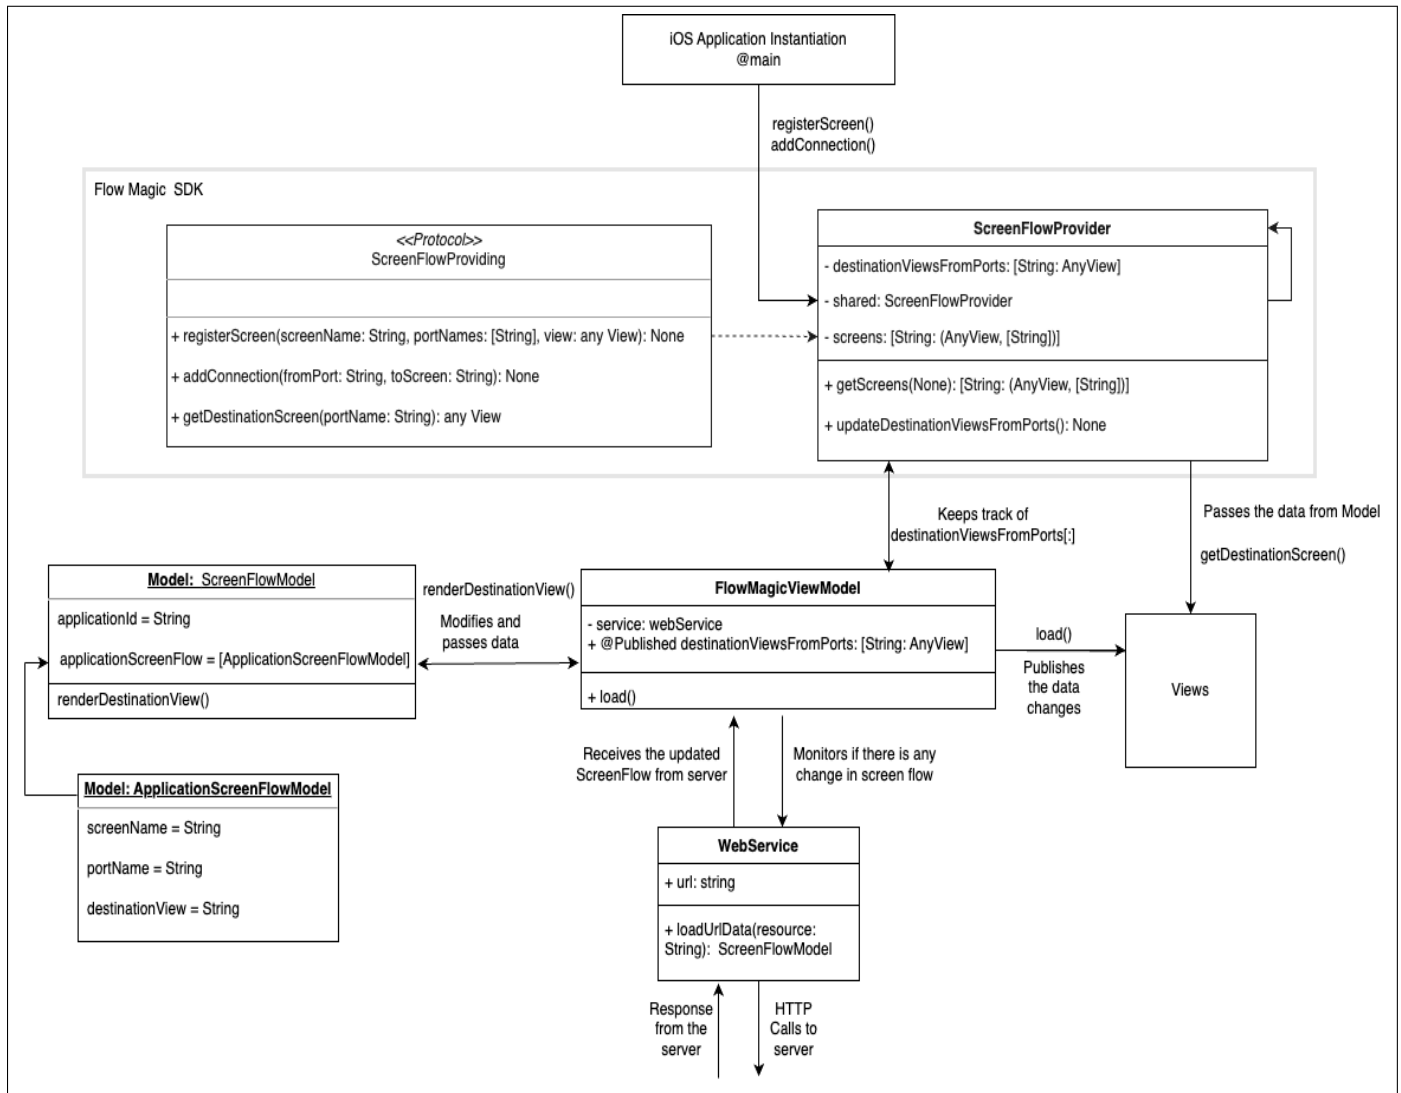 iOS Application Instantiation
@main
registerScreen()
addConnection()
Flow Magic  SDK
<<Protocol>>
ScreenFlowProviding
+ registerScreen(screenName: String, portNames: [String], view: any View): None
+ addConnection(fromPort: String, toScreen: String): None
+ getDestinationScreen(portName: String): any View
ScreenFlowProvider
- destinationViewsFromPorts: [String: AnyView]
- shared: ScreenFlowProvider
- screens: [String: (AnyView, [String])]
+ getScreens(None): [String: (AnyView, [String])]
+ updateDestinationViewsFromPorts(): None
Keeps track of
destinationViewsFromPorts[:]
Passes the data from Model
getDestinationScreen()
Model:  ScreenFlowModel
applicationId = String
applicationScreenFlow = [ApplicationScreenFlowModel]
renderDestinationView()
renderDestinationView()
Modifies and
passes data
FlowMagicViewModel
- service: webService
+ @Published destinationViewsFromPorts: [String: AnyView]
+ load()
load()
Publishes
the data
changes
Views
Receives the updated
ScreenFlow from server
Monitors if there is any
change in screen flow
Model: ApplicationScreenFlowModel
screenName = String
portName = String
destinationView = String
WebService
+ url: string
+ loadUrlData(resource:
String):  ScreenFlowModel
Response
from the
server
HTTP
Calls to
server